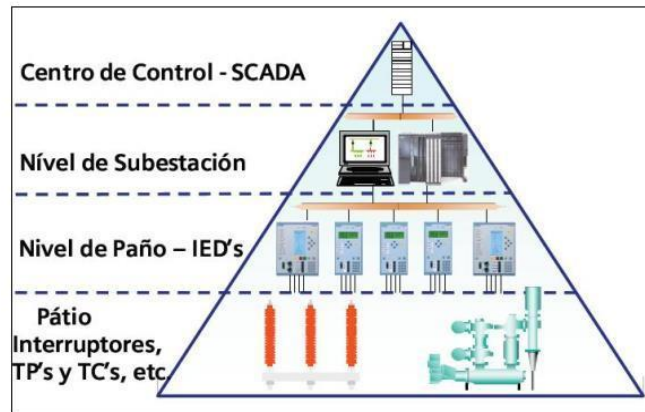 Centro de Control - SCADA
Nível de Subestación
Nivel de Paño – IED's
Pátio
Interruptores,
TP's y TC's, etc.